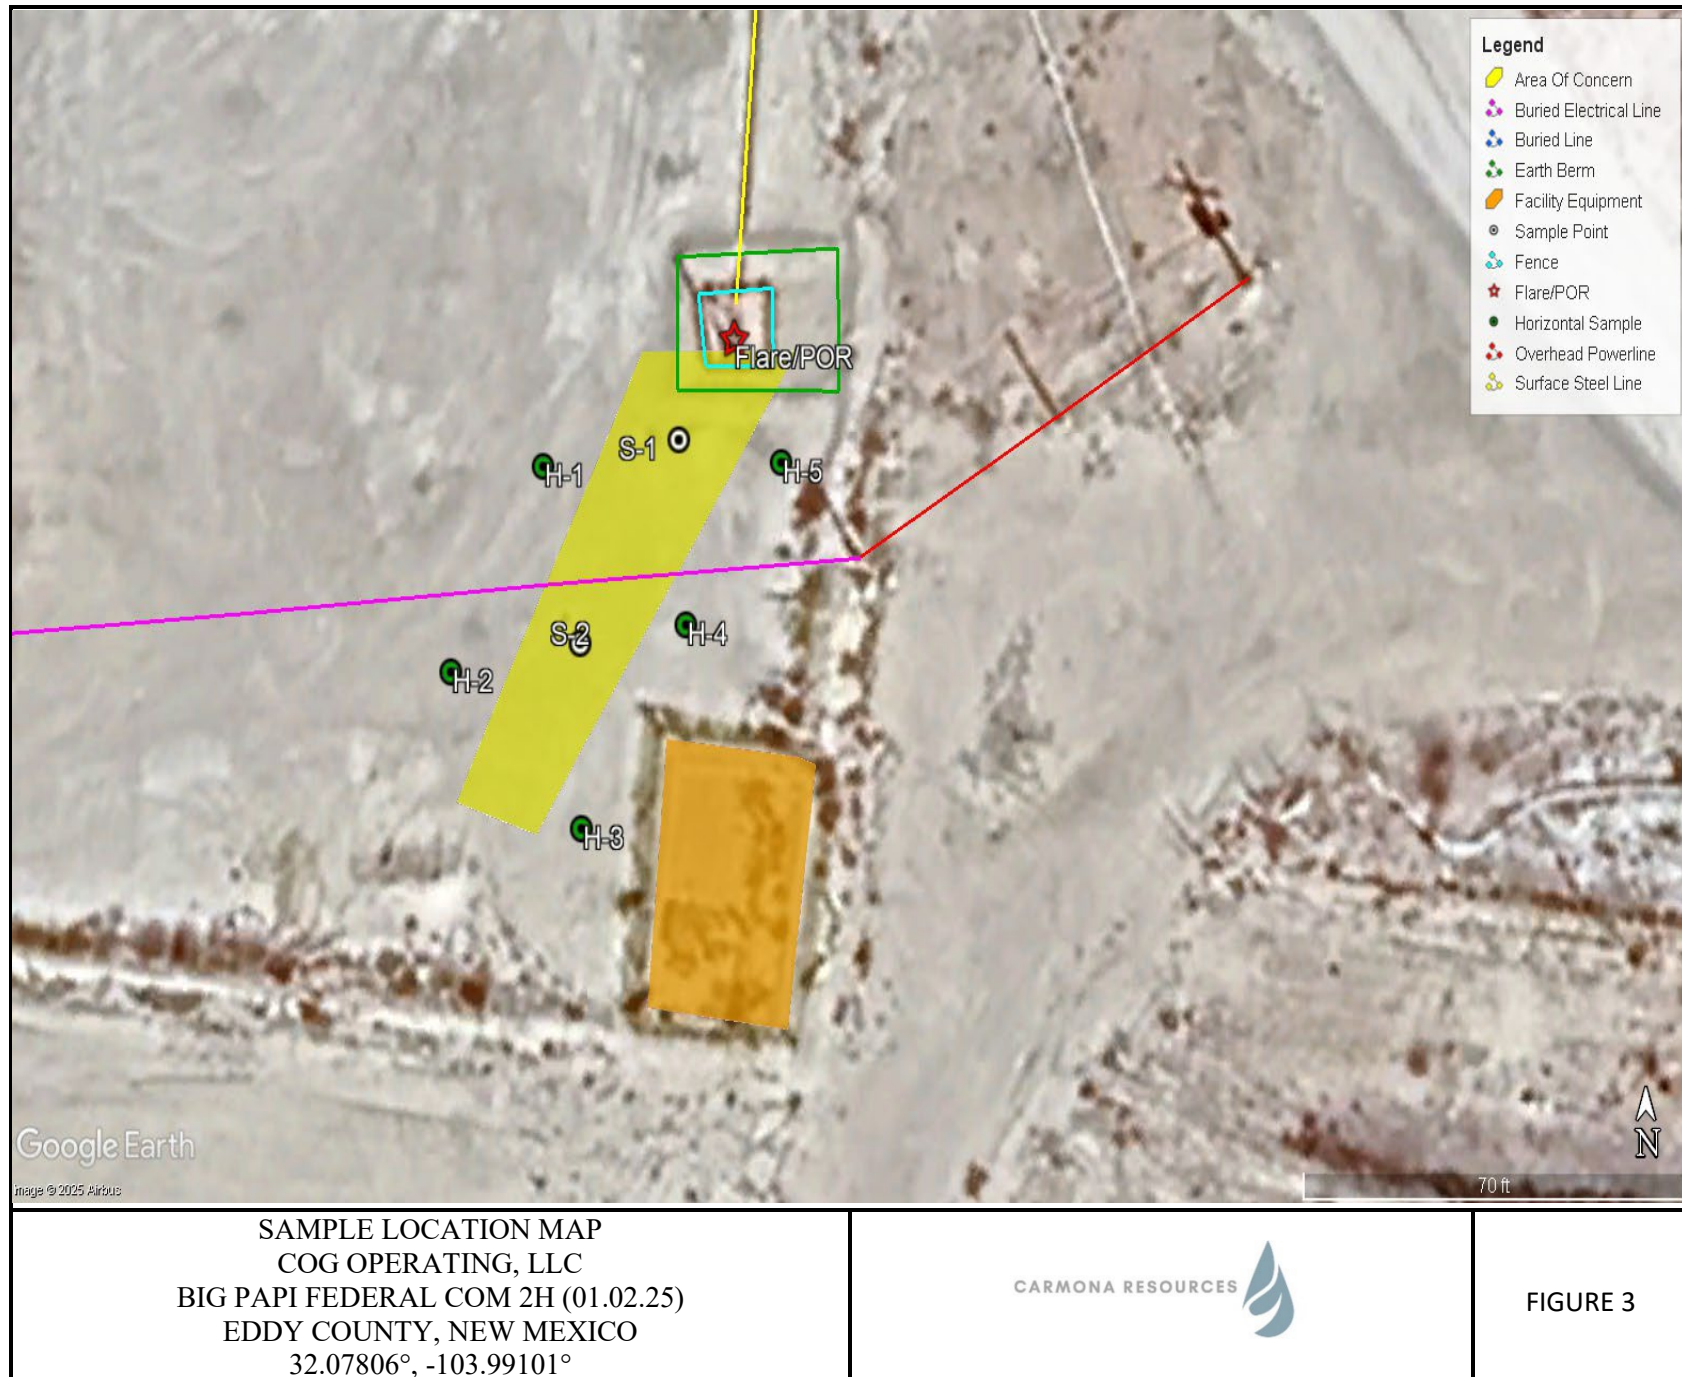 Legend
Area Of Concern
Buried Electrical Line
Buried Line
Earth Berm
Facility Equipment
Sample Point
Fence
Flare/POR
Horizontal Sample
Overhead Powerline
Surface Steel Line
Flare/POR
S-1
H-1
H-5
S-2
H-4
H-2
H-3
Google Earth
Image © 2025 Airbus
N
70 ft
SAMPLE LOCATION MAP
COG OPERATING, LLC
BIG PAPI FEDERAL COM 2H (01.02.25)
EDDY COUNTY, NEW MEXICO
32.07806°, -103.99101°
CARMONA RESOURCES
FIGURE 3